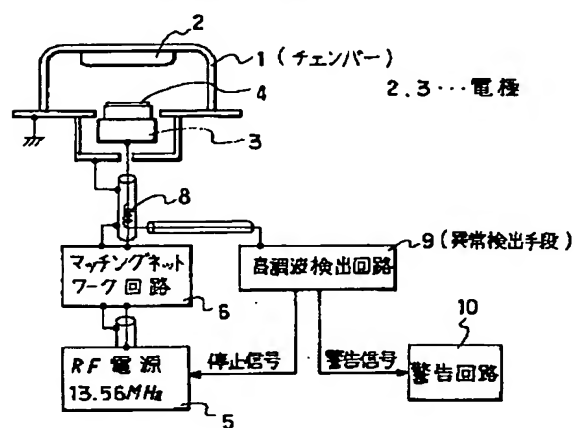 2
1 (チェンバー)
4
2.3・・・電極
3
8
9 (異常検出手段)
マッチングネット
ワーク回路
高調波検出回路
6
10
RF電源
13.56MHz
停止信号
警告信号
警告回路
5